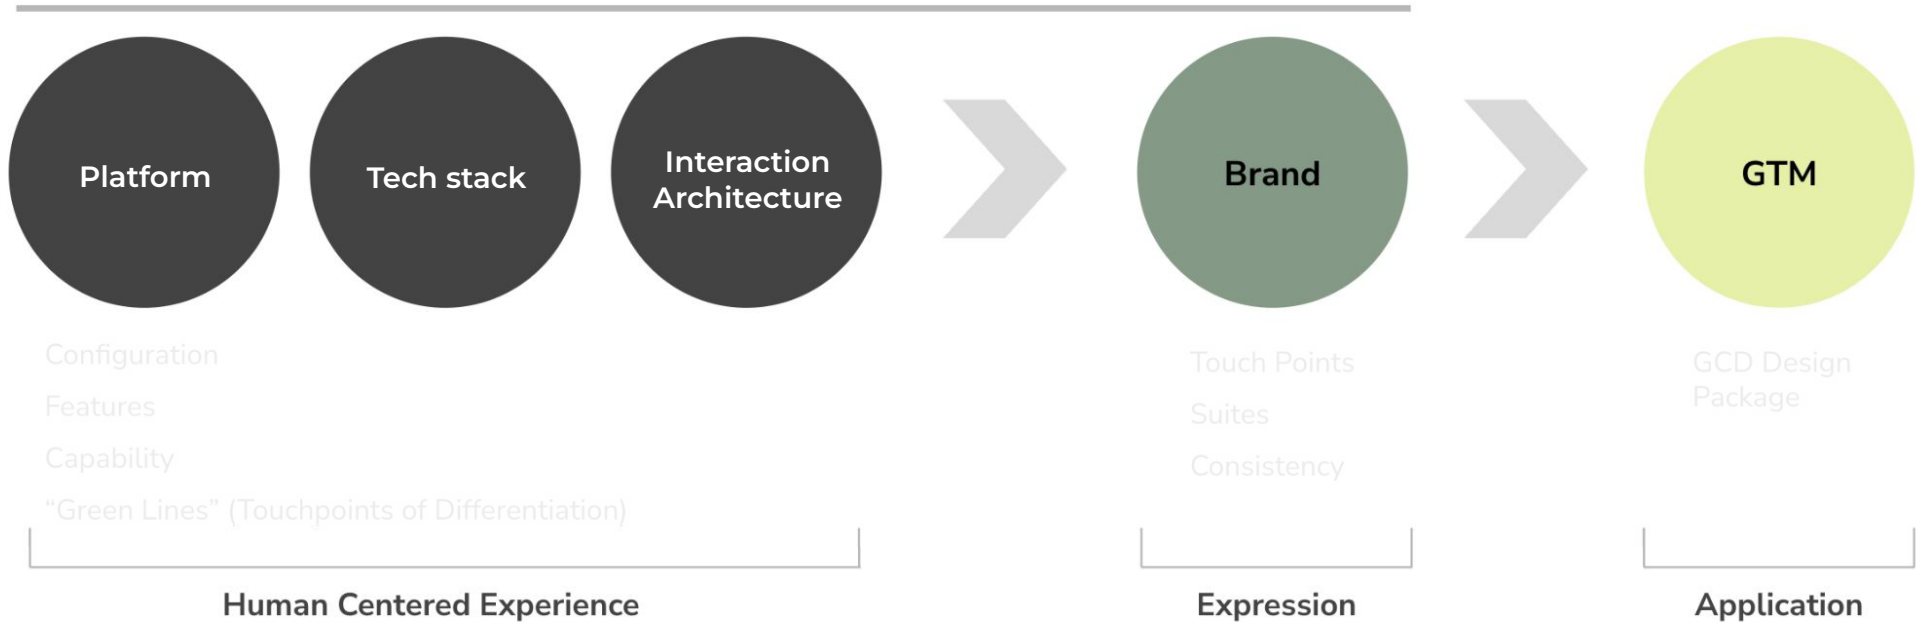 Platform
Tech stack
Interaction
Architecture
Brand
GTM
Configuration
Features
Capability
“Green Lines” (Touchpoints of Differentiation)
Touch Points
Suites
Consistency
GCD Design
Package
Human Centered Experience
Expression
Application